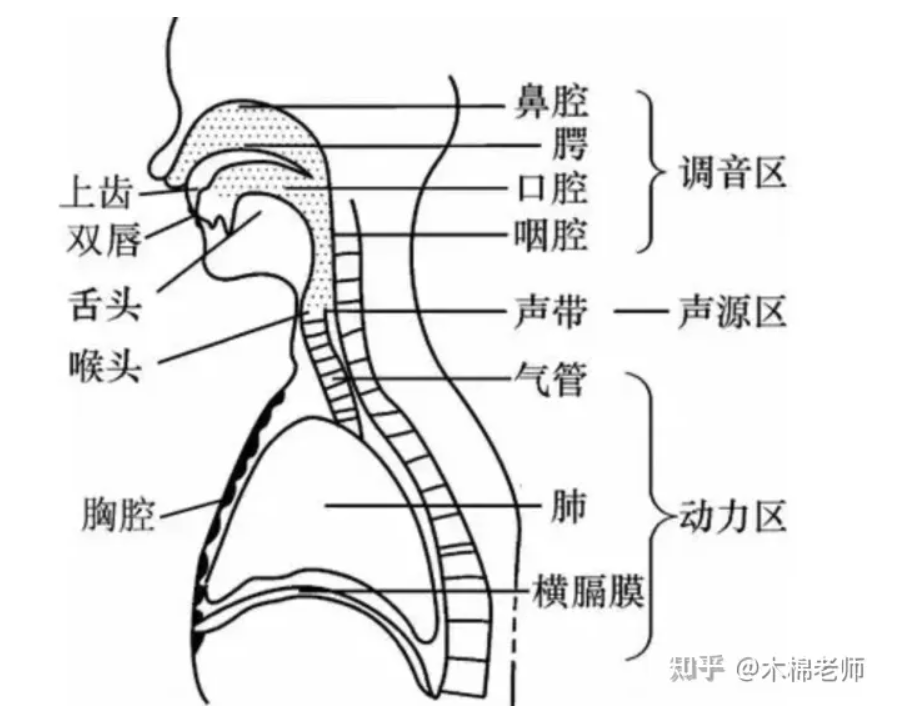 鼻腔
腭
调音区
上齿
口腔
双唇
咽腔
舌头
声带 — 声源区
喉头
气管
胸腔
肺
动力区
横膈膜
知乎 @木棉老师